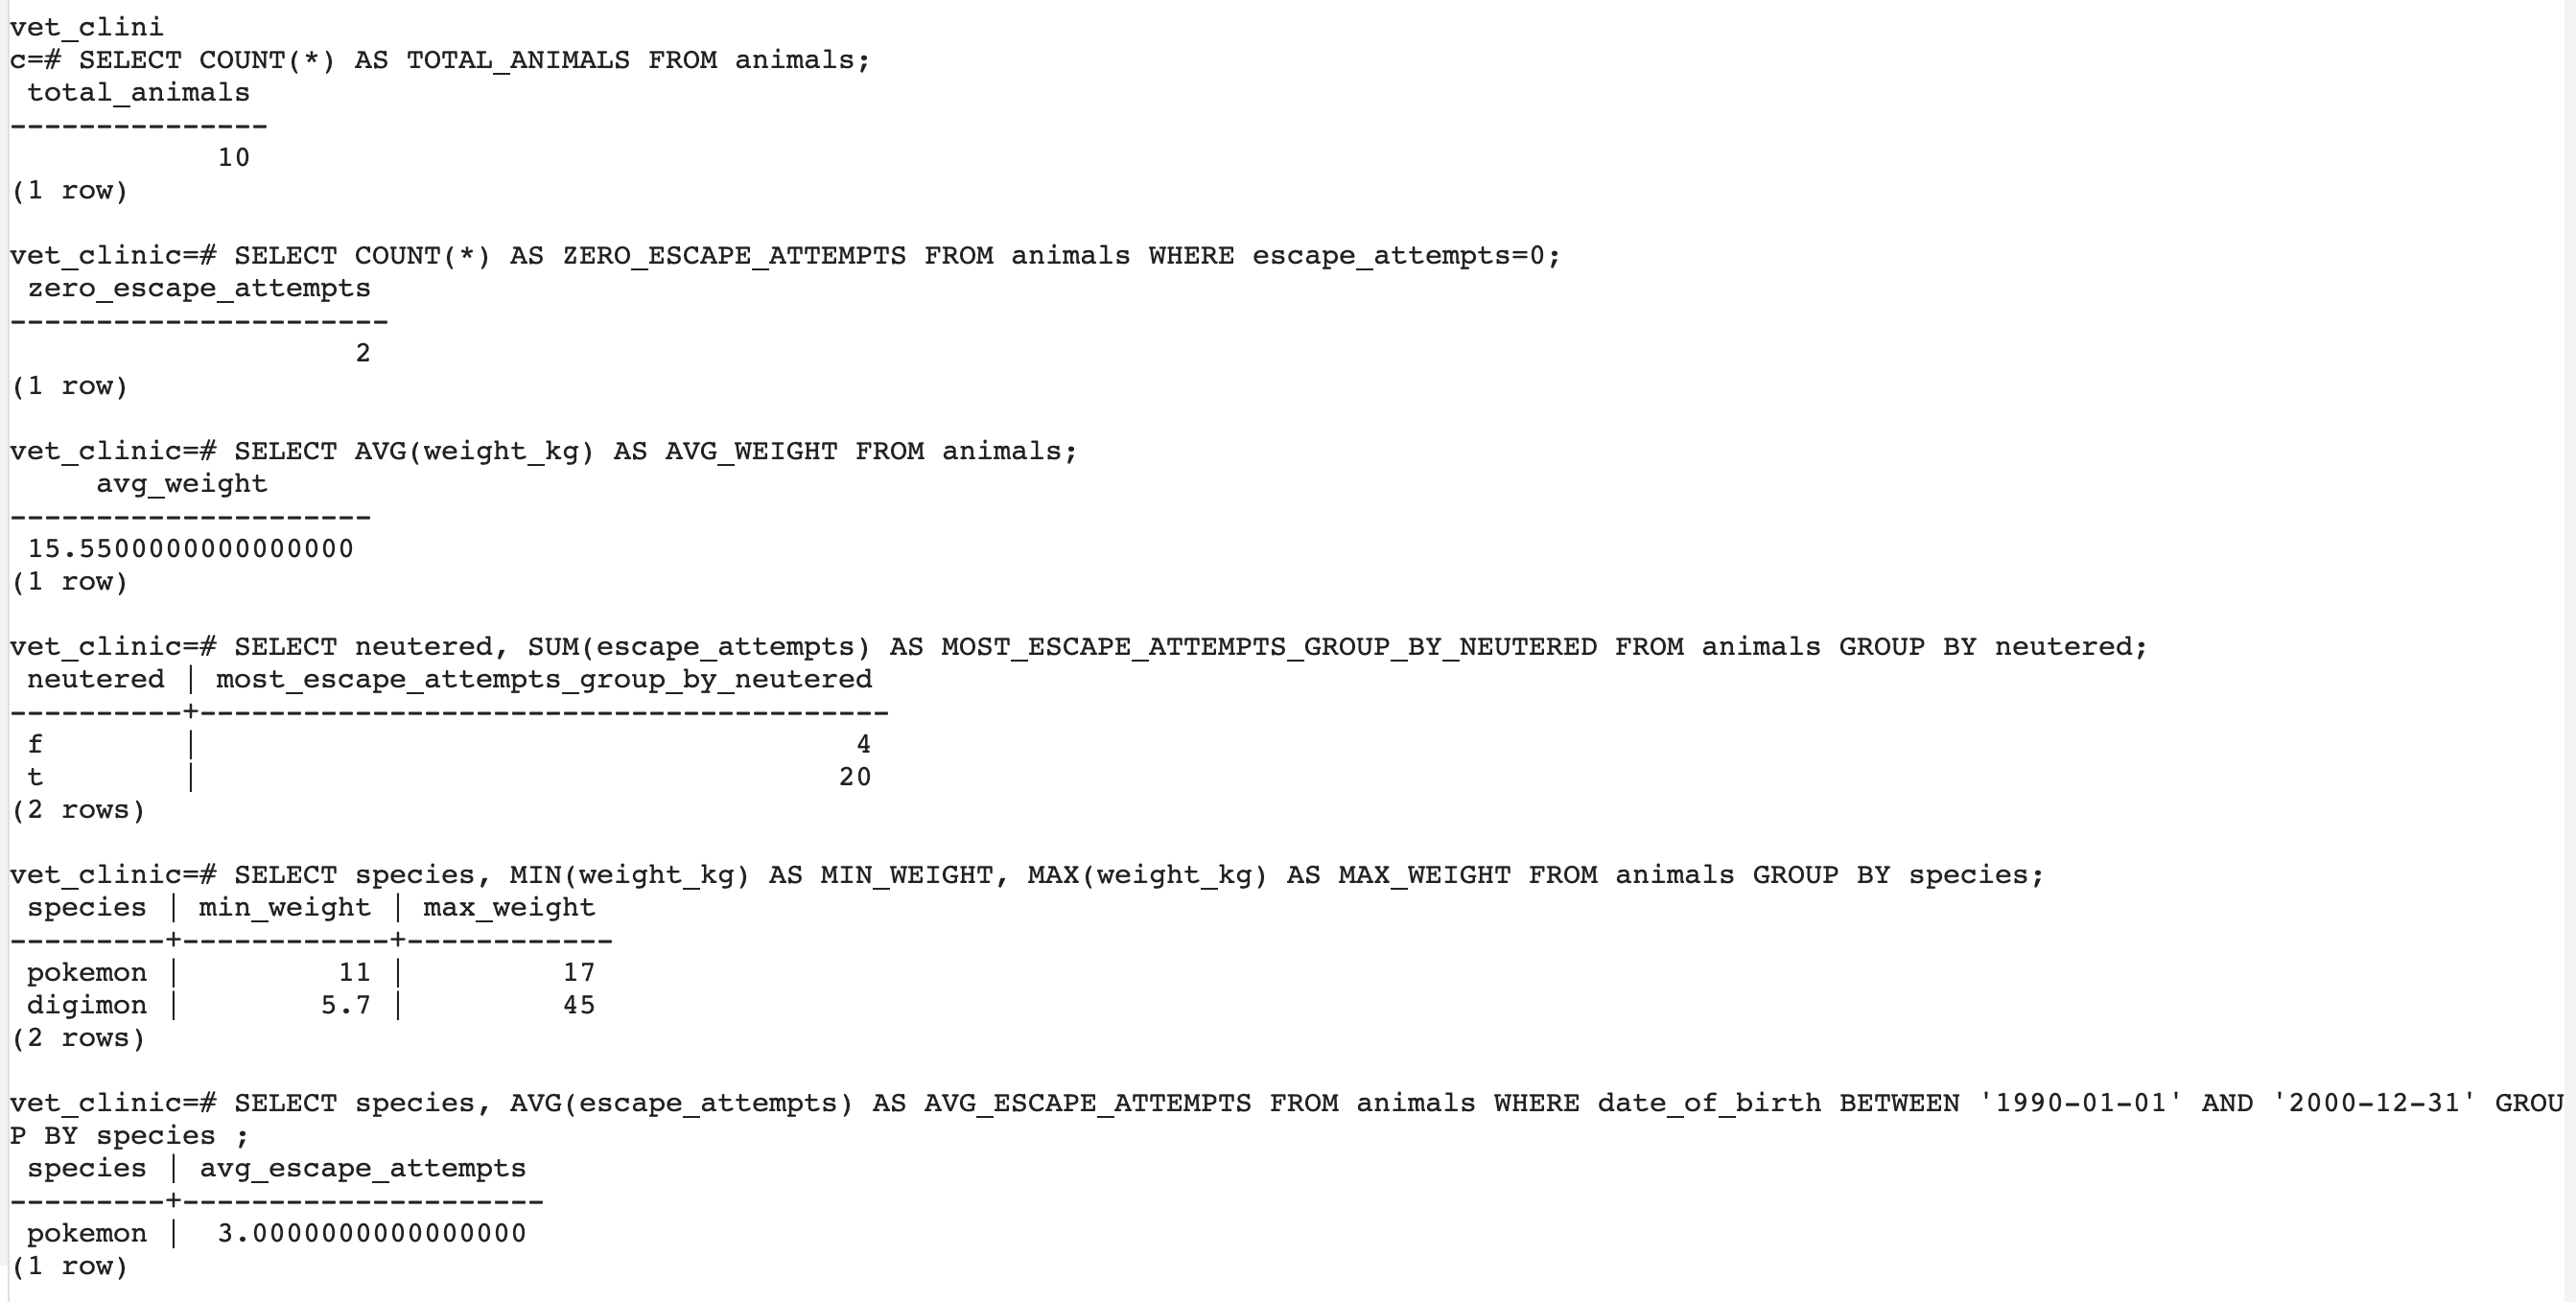 vet_clini
c=# SELECT COUNT(*) AS TOTAL_ANIMALS FROM animals;
 total_animals
---------------
            10
(1 row)

vet_clinic=# SELECT COUNT(*) AS ZERO_ESCAPE_ATTEMPTS FROM animals WHERE escape_attempts=0;
 zero_escape_attempts
----------------------
                    2
(1 row)

vet_clinic=# SELECT AVG(weight_kg) AS AVG_WEIGHT FROM animals;
     avg_weight
---------------------
 15.5500000000000000
(1 row)

vet_clinic=# SELECT neutered, SUM(escape_attempts) AS MOST_ESCAPE_ATTEMPTS_GROUP_BY_NEUTERED FROM animals GROUP BY neutered;
 neutered | most_escape_attempts_group_by_neutered
----------+----------------------------------------
 f        |                                      4
 t        |                                     20
(2 rows)

vet_clinic=# SELECT species, MIN(weight_kg) AS MIN_WEIGHT, MAX(weight_kg) AS MAX_WEIGHT FROM animals GROUP BY species;
 species | min_weight | max_weight
---------+------------+------------
 pokemon |         11 |         17
 digimon |        5.7 |         45
(2 rows)

vet_clinic=# SELECT species, AVG(escape_attempts) AS AVG_ESCAPE_ATTEMPTS FROM animals WHERE date_of_birth BETWEEN '1990-01-01' AND '2000-12-31' GROU
P BY species ;
 species | avg_escape_attempts
---------+---------------------
 pokemon |  3.0000000000000000
(1 row)